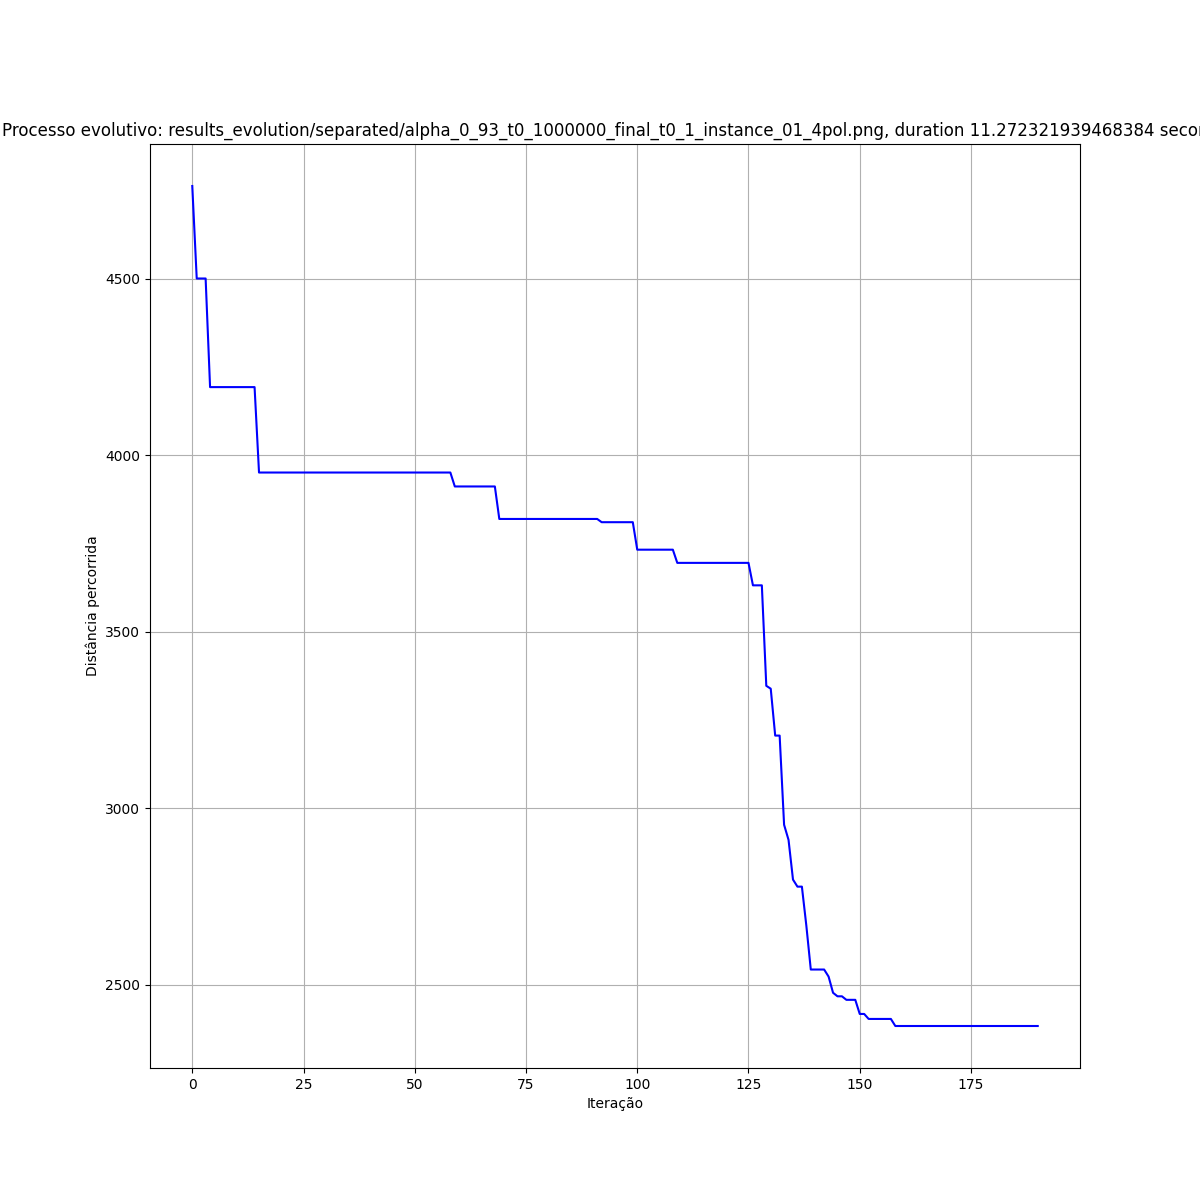 Processo evolutivo: results_evolution/separated/alpha_0_93_t0_1000000_final_t0_1_instance_01_4pol.png, duration 11.272321939468384
4500
4000
3500
3000
2500
Distância percorrida
0 25 50 75 100 125 150 175
Iteração